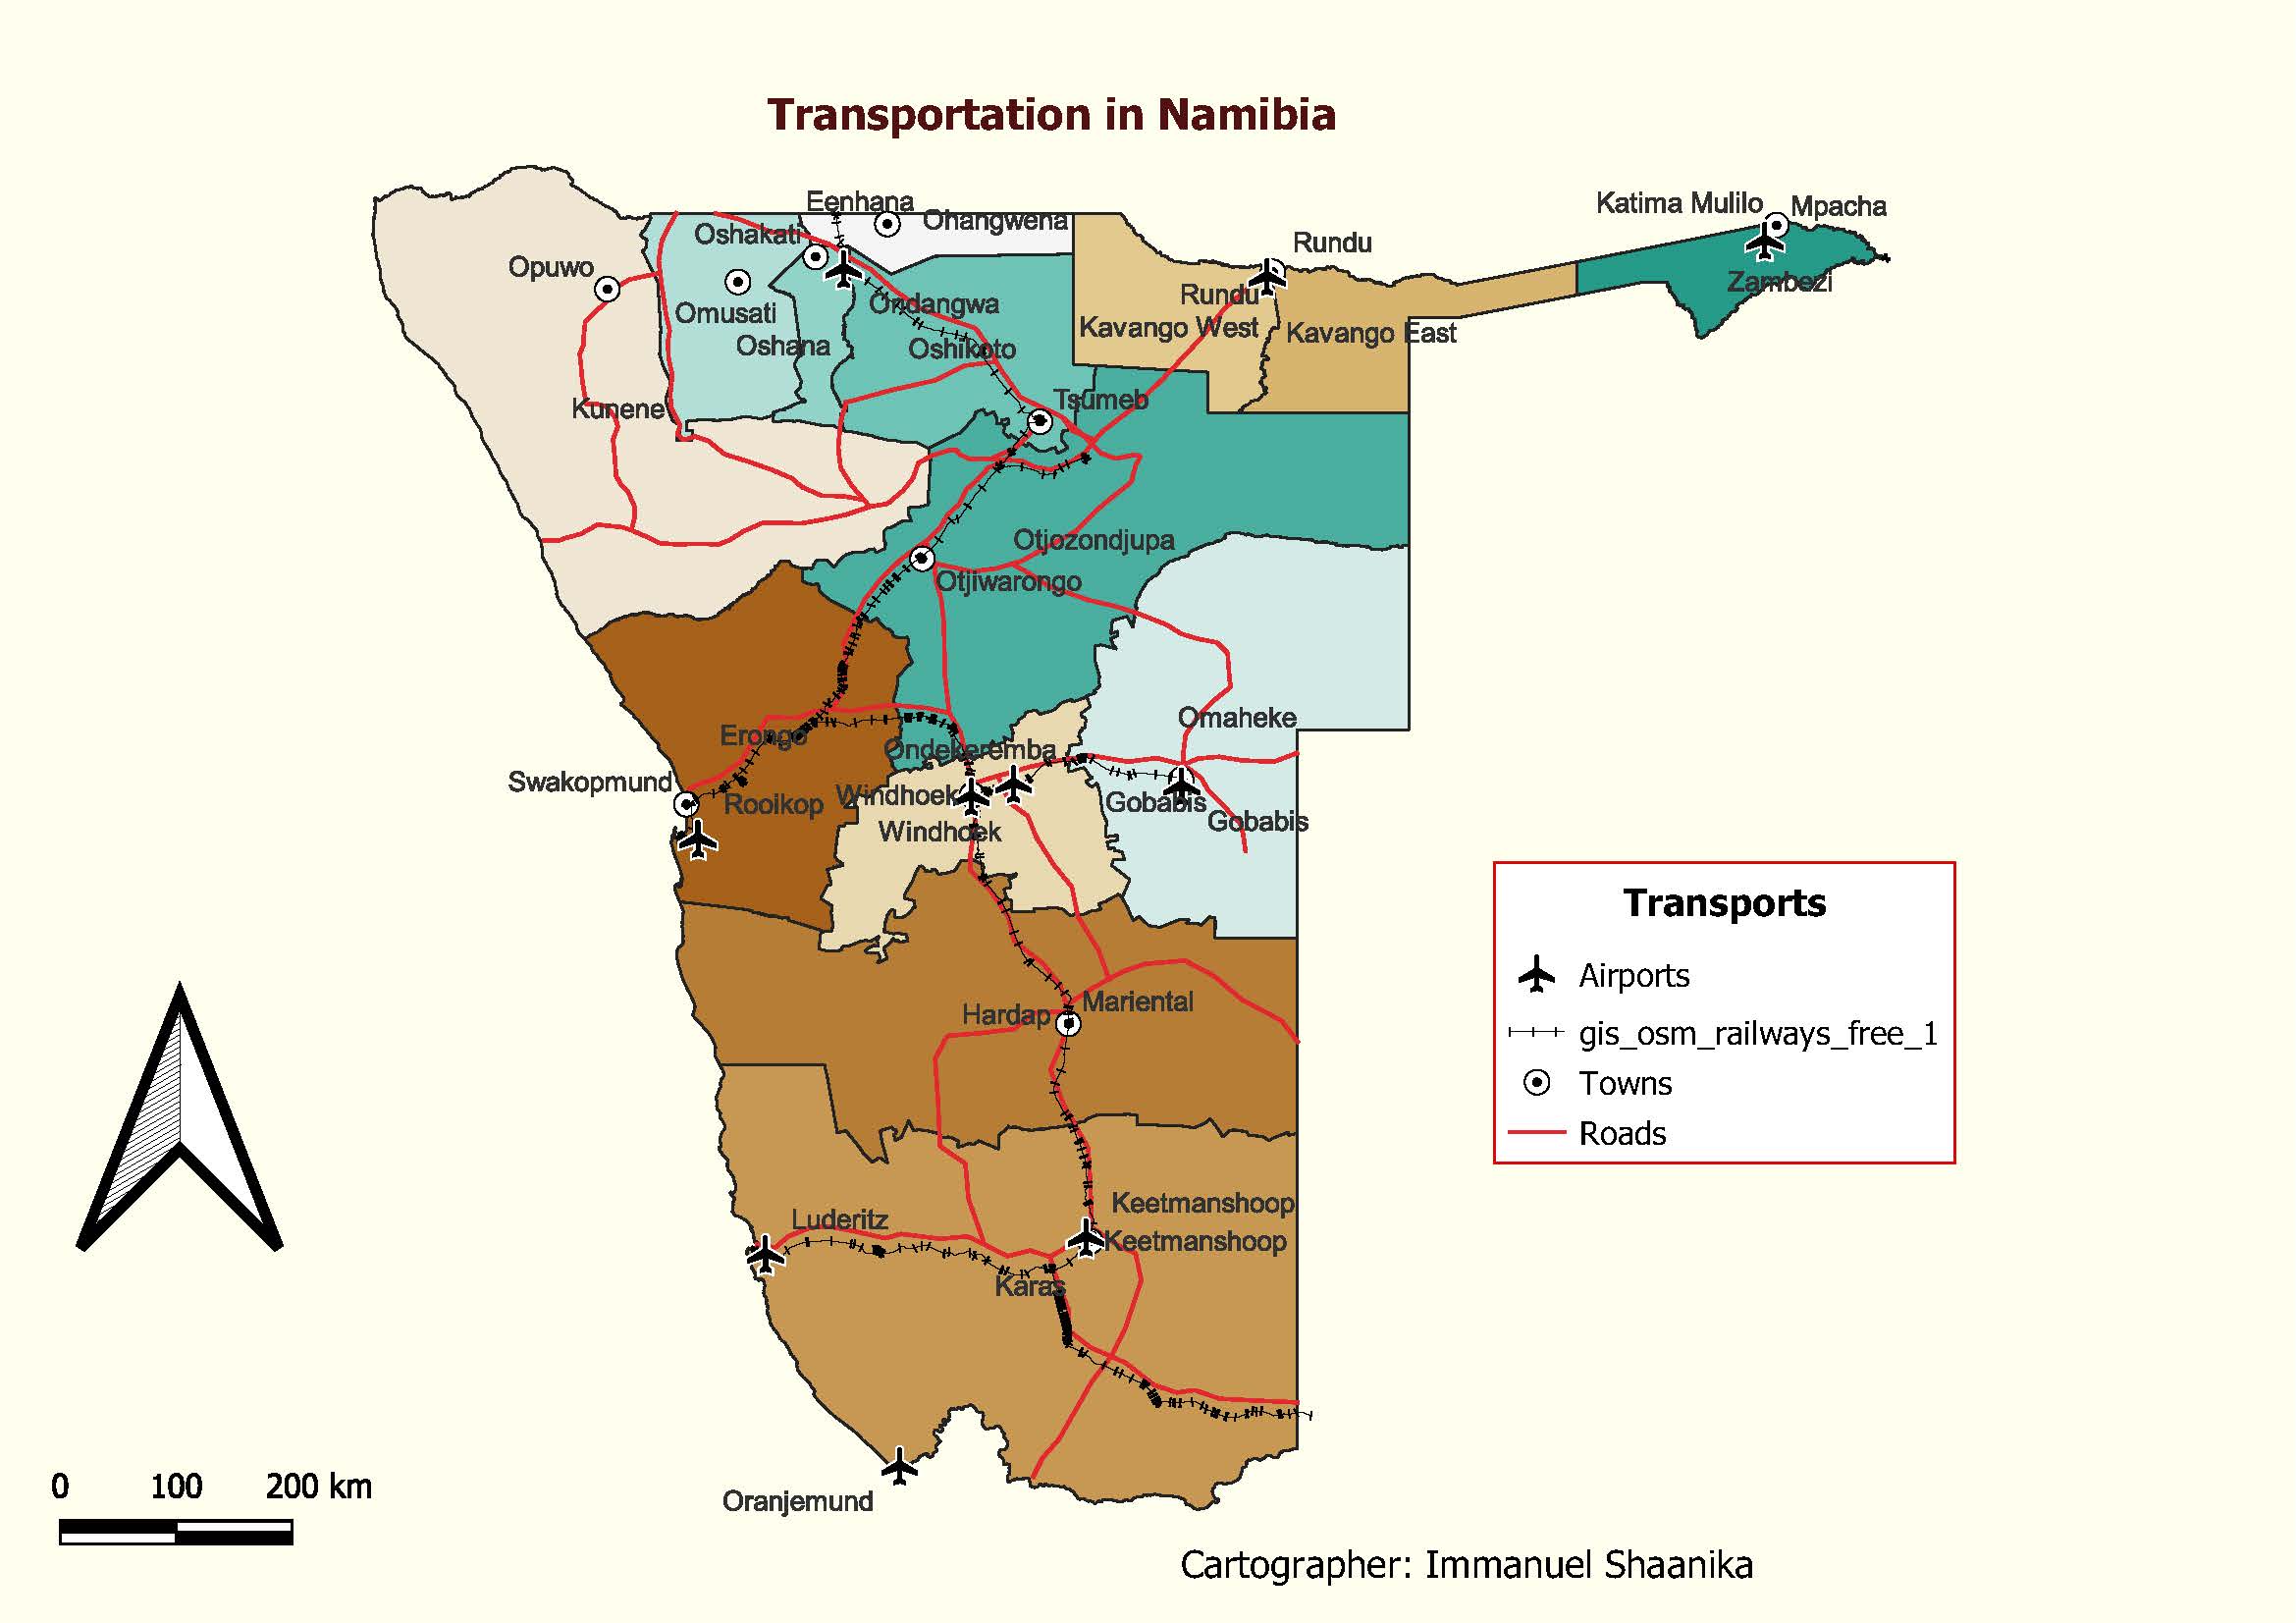 Transportation in Namibia
Eenhana
Ohangwena
Katima Mulilo
Mpacha
Oshakati
Rundu
Opuwo
Zambezi
Rundu
Ondangwa
Omusati
Kavango West
Kavango East
Oshana
Oshikoto
Tsumeb
Kunene
Otjozondjupa
Otjiwarongo
Omaheke
Erongo
Ondekeremba
Swakopmund
Rooikop
Windhoek
Gobabis
Windhoek
Gobabis
Transports
Airports
gis_osm_railways_free_1
Towns
Roads
Mariental
Hardap
Keetmanshoop
Luderitz
Keetmanshoop
Karas
0 100 200 km
Oranjemund
Cartographer: Immanuel Shaanika